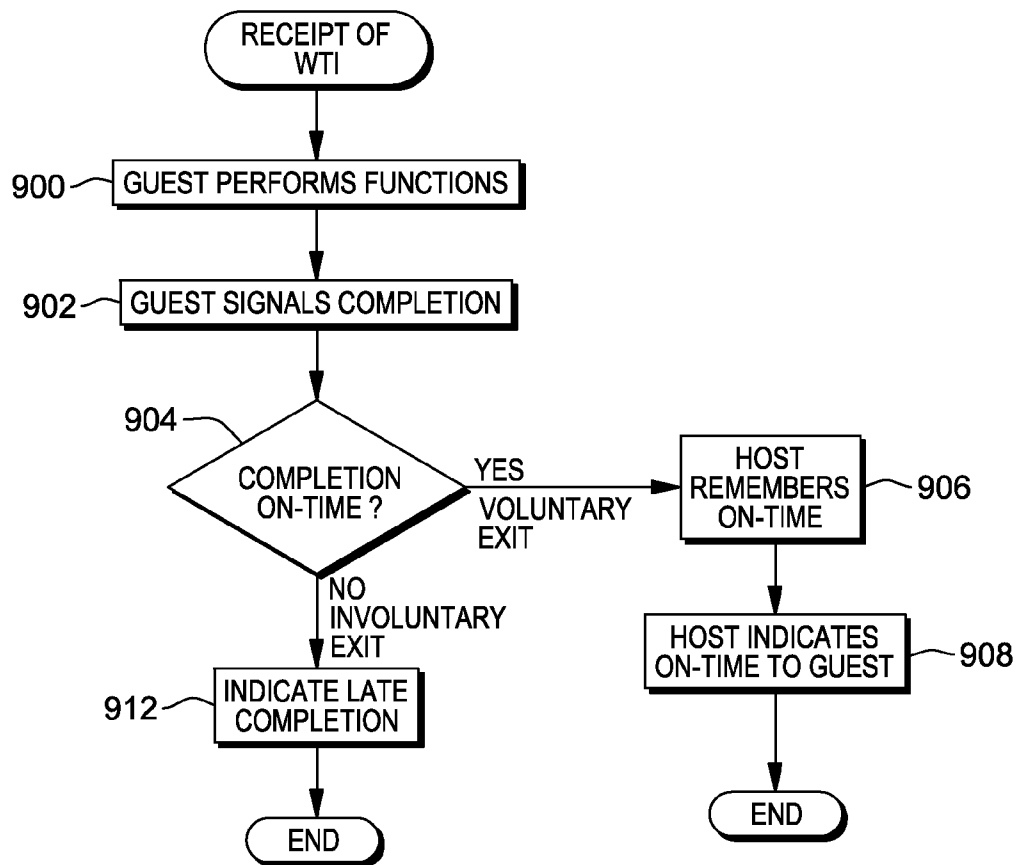 RECEIPT OF
WTI
900
GUEST PERFORMS FUNCTIONS
902
GUEST SIGNALS COMPLETION
904
COMPLETION
ON-TIME ?
YES
VOLUNTARY
EXIT
HOST
REMEMBERS
ON-TIME
906
NO
INVOLUNTARY
EXIT
HOST INDICATES
ON-TIME TO GUEST
908
912
INDICATE LATE
COMPLETION
END
END